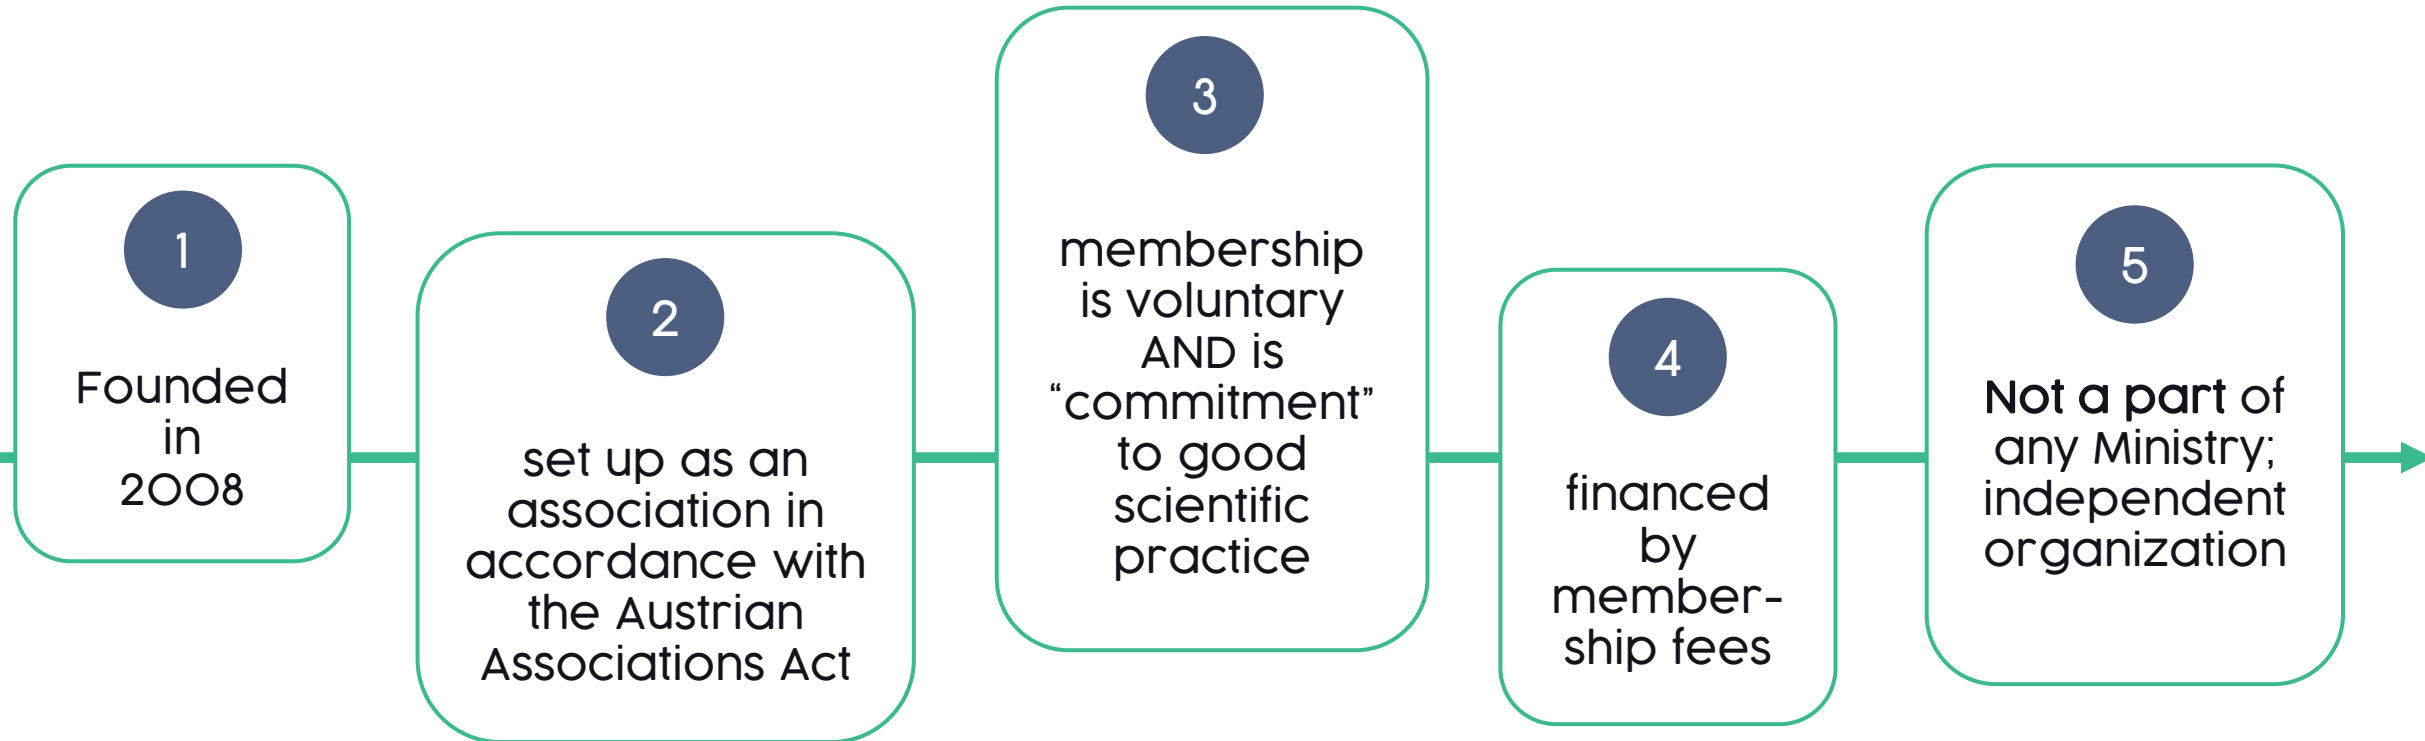 1
Founded
in
2008
2
set up as an
association in
accordance with
the Austrian
Associations Act
3
membership
is voluntary
AND is
“commitment”
to good
scientific
practice
4
financed
by
member-
ship fees
5
Not a part of
any Ministry;
independent
organization